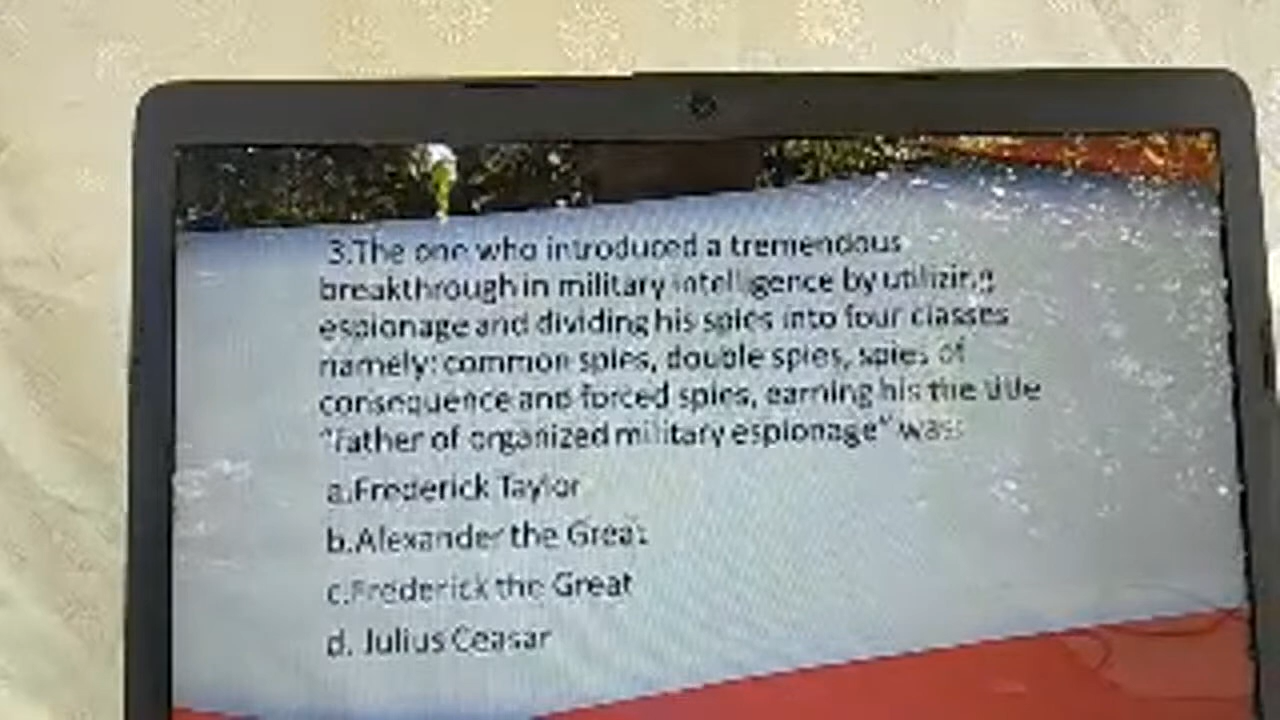 3.The one who introduced a tremendous
breakthrough in military intelligence by utilizing
espionage and dividing his spies into four classes
namely: common spies, double spies, spies of
consequence and forced spies, earning his the title
"father of organized military espionage" was:
a.Frederick Taylor
b.Alexander the Great
c.Frederick the Great
d. Julius Ceasar